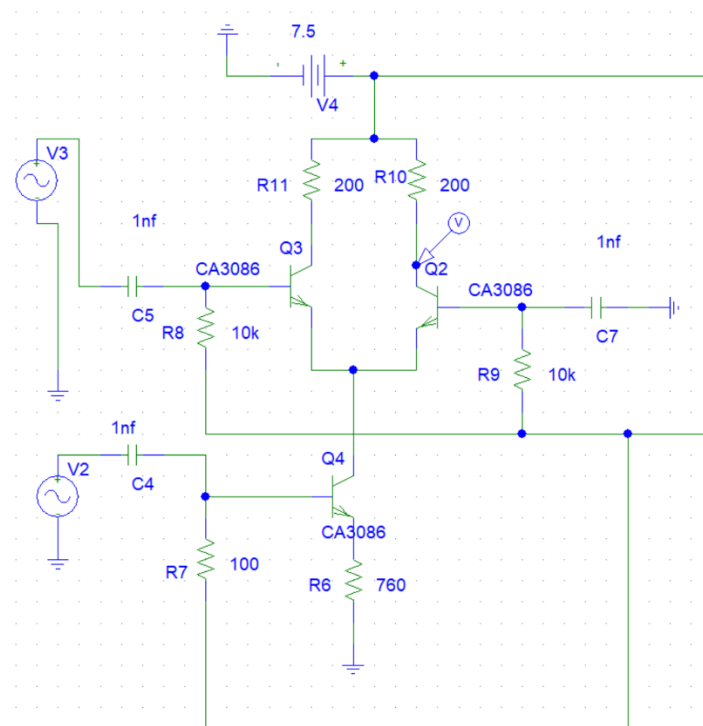 7.5
- +
V4
V3
R11 200 R10 200
1nf
Q3 V 1nf
CA3086 Q2
CA3086
C5 C7
R8 10k
R9 10k
1nf
V2 Q4
C4
CA3086
R7 100 R6 760